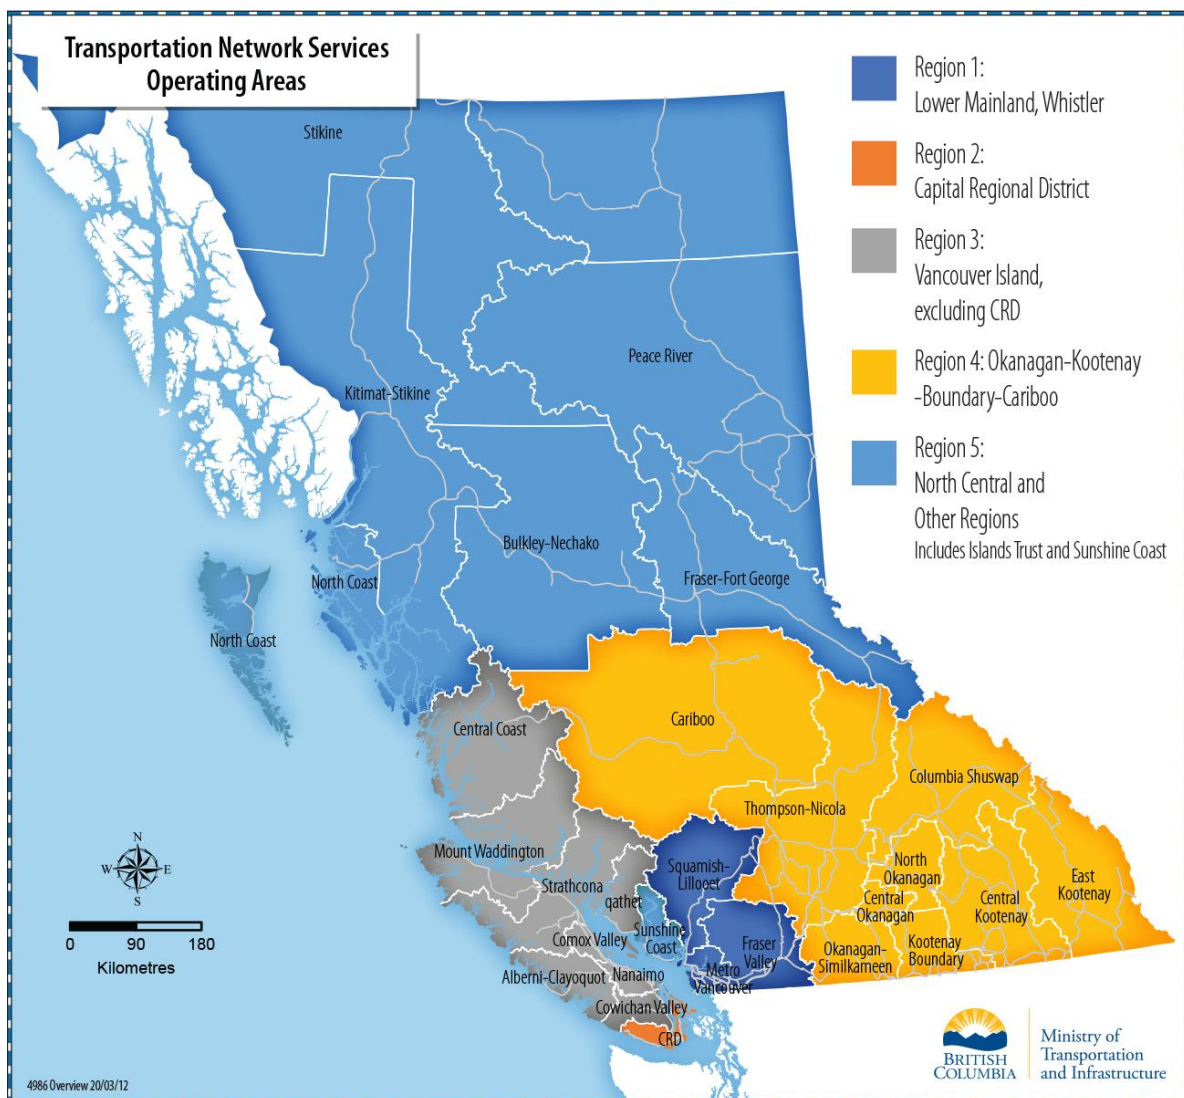 Transportation Network Services
Operating Areas
Region 1:
Lower Mainland, Whistler
Region 2:
Capital Regional District
Region 3:
Vancouver Island,
excluding CRD
Region 4: Okanagan-Kootenay
-Boundary-Cariboo
Region 5:
North Central and
Other Regions
Includes Islands Trust and Sunshine Coast
Stikine
Peace River
Kitimat-Stikine
Bulkley-Nechako
Fraser-Fort George
North Coast
North Coast
Cariboo
Central Coast
Columbia Shuswap
Thompson-Nicola
Mount Waddington
Squamish-
Lillooet
North
Okanagan
East
Kootenay
Strathcona
qathet
Central
Okanagan
Central
Kootenay
Sunshine
Coast
Comox Valley
Fraser
Valley
Okanagan-
Similkameen
Kootenay
Boundary
Alberni-Clayoquot
Nanaimo
Metro
Vancouver
Cowichan Valley
CRD
N
W
E
S
0 90 180
Kilometres
BRITISH
COLUMBIA
Ministry of
Transportation
and Infrastructure
4986 Overview 20/03/12